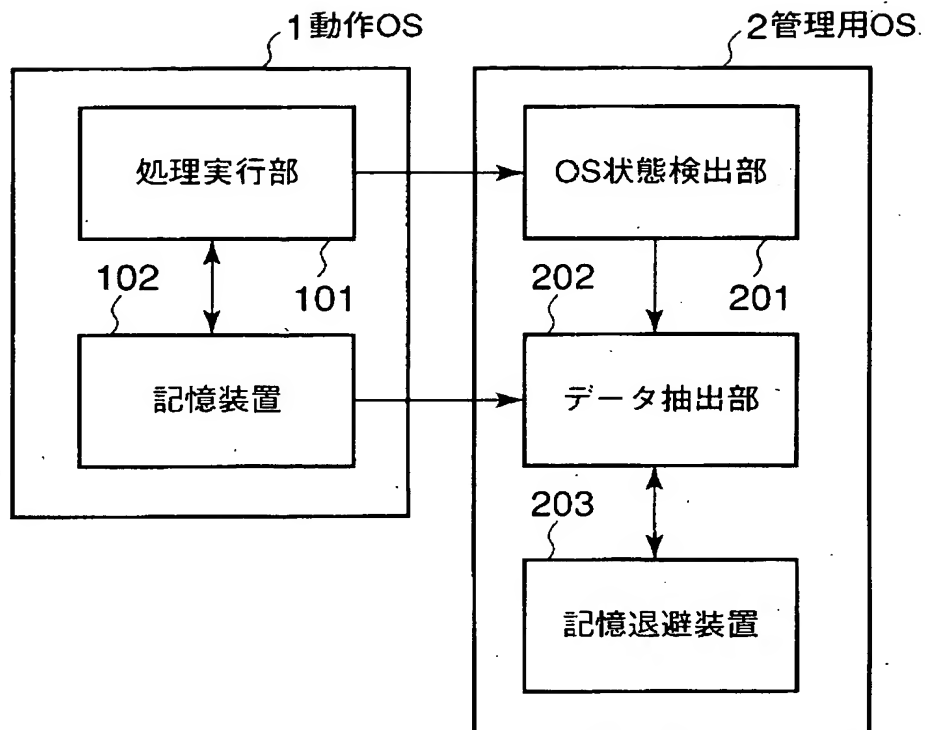 1動作OS
2管理用OS
処理実行部
OS状態検出部
101
201
102
202
記憶装置
データ抽出部
203
記憶退避装置